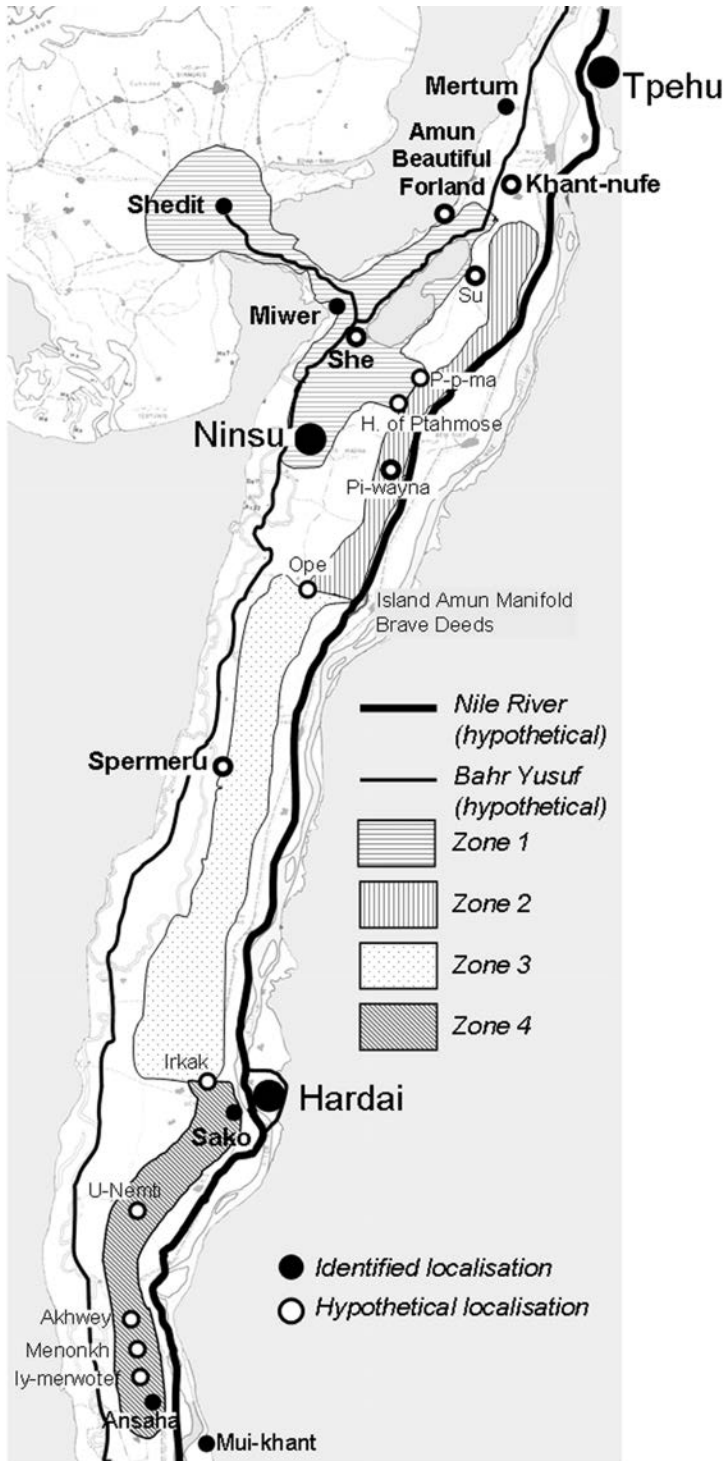 Tpehu
Mertum
Amun
Beautiful
Forland
Khant-nufe
Shedit
Su
Miwer
She
P-p-ma
H. of Ptahmose
Ninsu
Pi-wayna
Ope
Island Amun Manifold
Brave Deeds
Nile River
(hypothetical)
Spermeru
Bahr Yusuf
(hypothetical)
Zone 1
Zone 2
Zone 3
Zone 4
Irkak
Hardai
Sako
U-Nemti
Identified localisation
Hypothetical localisation
Akhwey
Menonkh
Iy-merwotef
Ansaha
Mui-khant